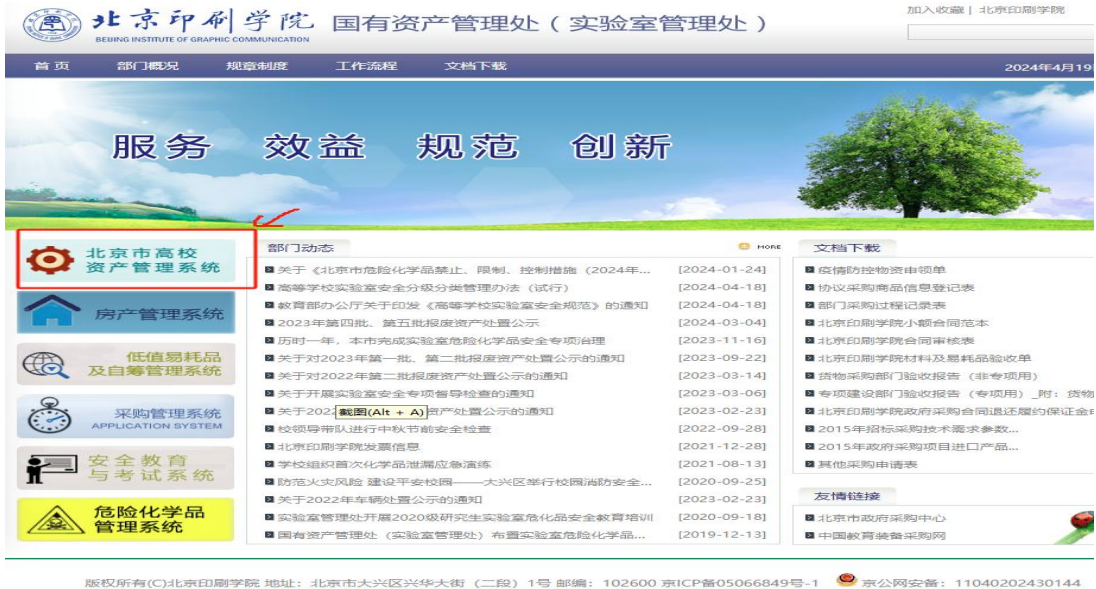 北京印刷学院
BEIJING INSTITUTE OF GRAPHIC COMMUNICATION
国有资产管理处（实验室管理处）
加入收藏 | 北京印刷学院
首页 部门概况 规章制度 工作流程 文档下载 2024年4月19
服务 效益 规范 创新
北京市高校
资产管理系统
房产管理系统
低值易耗品
及自筹管理系统
采购管理系统
APPLICATION SYSTEM
安全教育
与考试系统
危险化学品
管理系统
部门动态 MORE
关于《北京市危险化学品禁止、限制、控制措施（2024年... [2024-01-24]
高等学校实验室安全分级分类管理办法（试行） [2024-04-18]
教育部办公厅关于印发《高等学校实验室安全规范》的通知 [2024-04-18]
2023年第四批、第五批报废资产处置公示 [2024-03-04]
历时一年，本市完成实验室危险化学品安全专项治理 [2023-11-16]
关于对2023年第一批、第二批报废资产处置公示的通知 [2023-09-22]
关于对2022年第二批报废资产处置公示的通知 [2023-03-14]
关于开展实验室安全专项督导检查的通知 [2023-03-06]
关于202 截图(Alt + A) 资产处置公示的通知 [2023-02-23]
校领导带队进行中秋节前安全检查 [2022-09-28]
北京印刷学院发票信息 [2021-12-28]
学校组织首次化学品泄漏应急演练 [2021-08-13]
防范火灾风险 建设平安校园——大兴区举行校园消防安全... [2020-09-25]
关于2022年车辆处置公示的通知 [2023-02-23]
实验室管理处开展2020级研究生实验室危化品安全教育培训 [2020-09-18]
国有资产管理处（实验室管理处）布置实验室危险化学品... [2019-12-13]
文档下载
疫情防控物资申领单
协议采购商品信息登记表
部门采购过程记录表
北京印刷学院小额合同范本
北京印刷学院合同审核表
北京印刷学院材料及易耗品验收单
货物采购部门验收报告（非专项用）
专项建设部门验收报告（专项用）_附：货物
北京印刷学院政府采购合同退还履约保证金申
2015年招标采购技术需求参数...
2015年政府采购项目进口产品...
其他采购申请表
友情链接
北京市政府采购中心
中国教育装备采购网
版权所有(C)北京印刷学院 地址：北京市大兴区兴华大街（二段）1号 邮编：102600 京ICP备05066849号-1 京公网安备：11040202430144